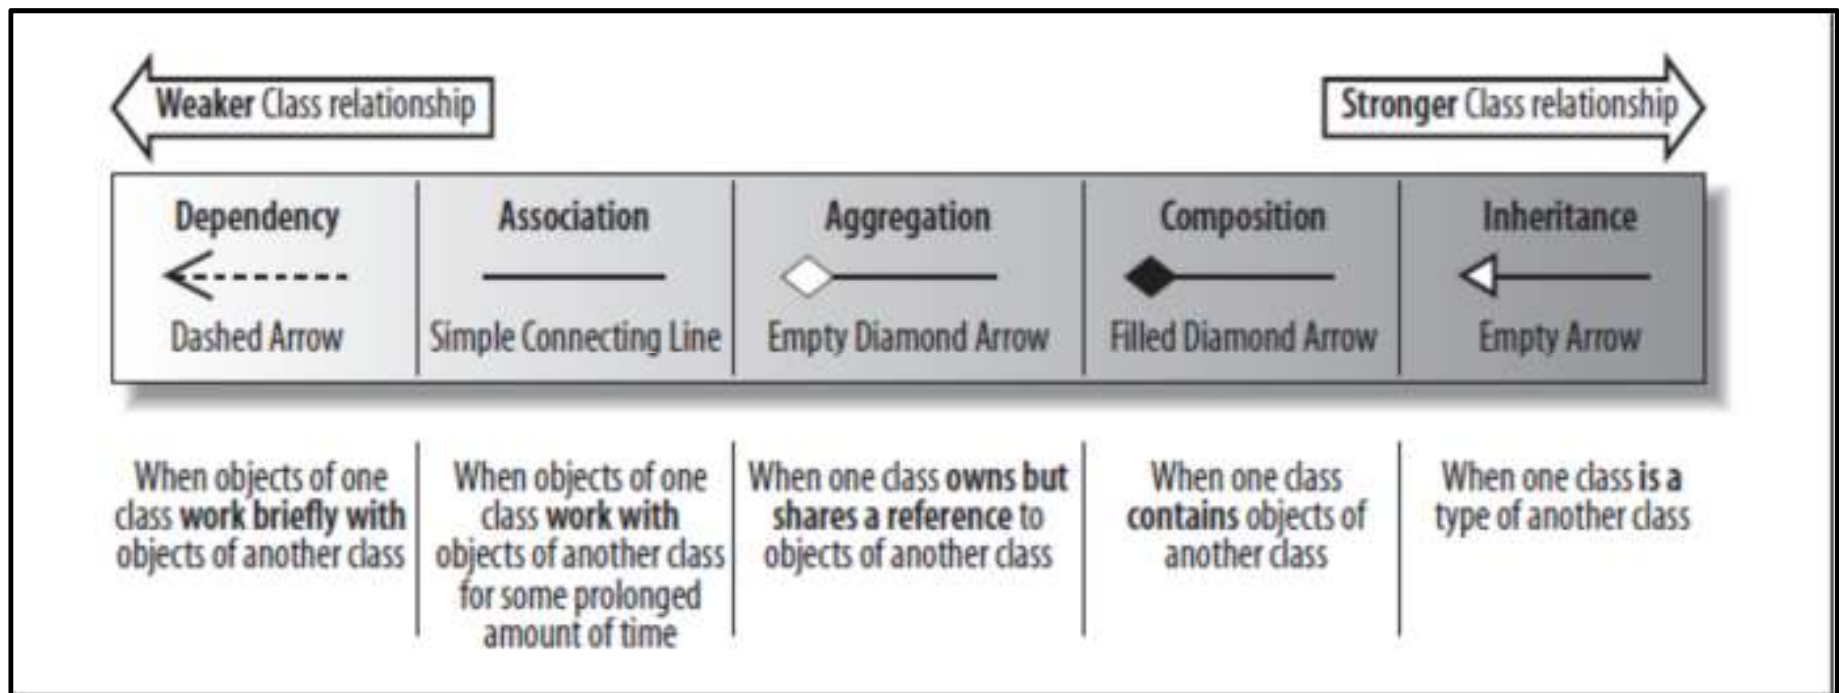 Weaker Class relationship
Stronger Class relationship
Dependency
Association
Aggregation
Composition
Inheritance
Dashed Arrow
Simple Connecting Line
Empty Diamond Arrow
Filled Diamond Arrow
Empty Arrow
When objects of one
class work briefly with
objects of another class
When objects of one
class work with
objects of another class
for some prolonged
amount of time
When one class owns but
shares a reference to
objects of another class
When one class
contains objects of
another class
When one class is a
type of another class